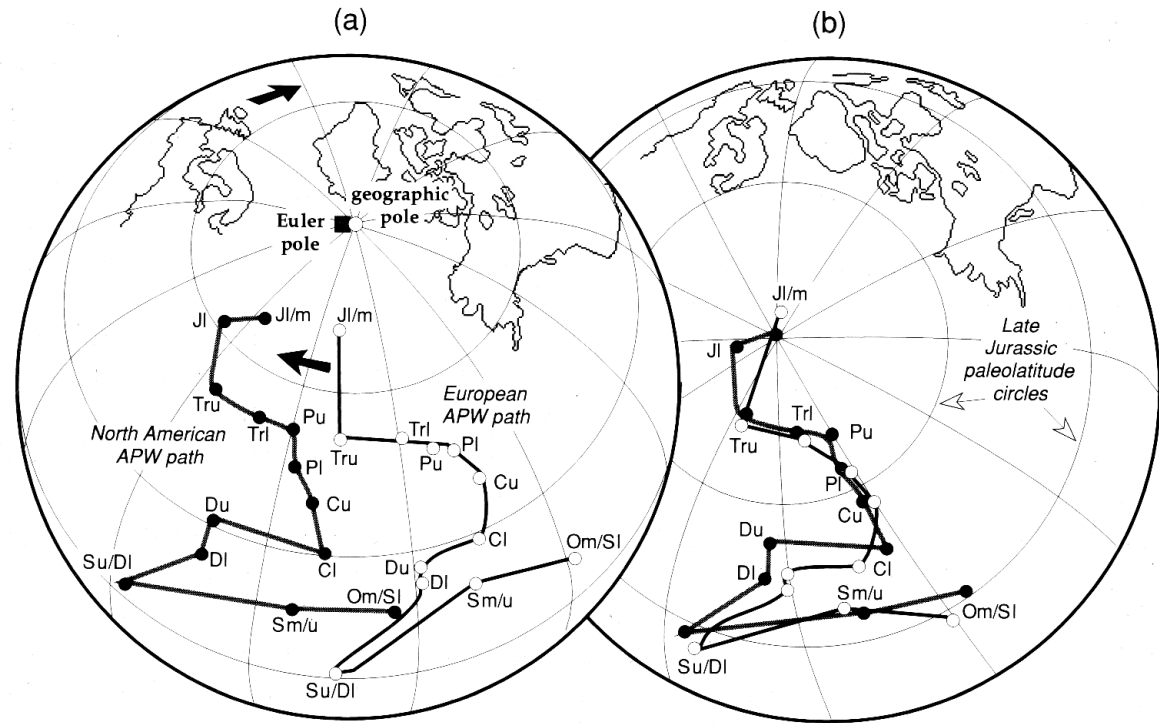 (a)
geographic
pole
Euler
pole
Jl
Jl/m
Jl/m
Tru
Trl
Pu
North American
APW path
European
APW path
Tru
Trl
Pu
Pl
Cu
Pl
Cu
Du
Dl
Cl
Su/Dl
Sm/u
Om/Sl
Cl
Du
Dl
Sm/u
Om/Sl
Su/Dl
(b)
Jl/m
Jl
Late
Jurassic
paleolatitude
circles
Tru
Trl
Pu
Pl
Cu
Du
Dl
Cl
Sm/u
Om/Sl
Su/Dl